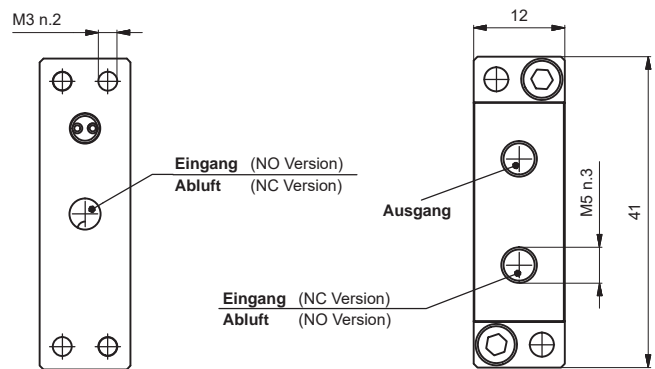 M3 n.2
12
Eingang (NO Version)
Abluft (NC Version)
Ausgang
M5 n.3
41
Eingang (NC Version)
Abluft (NO Version)